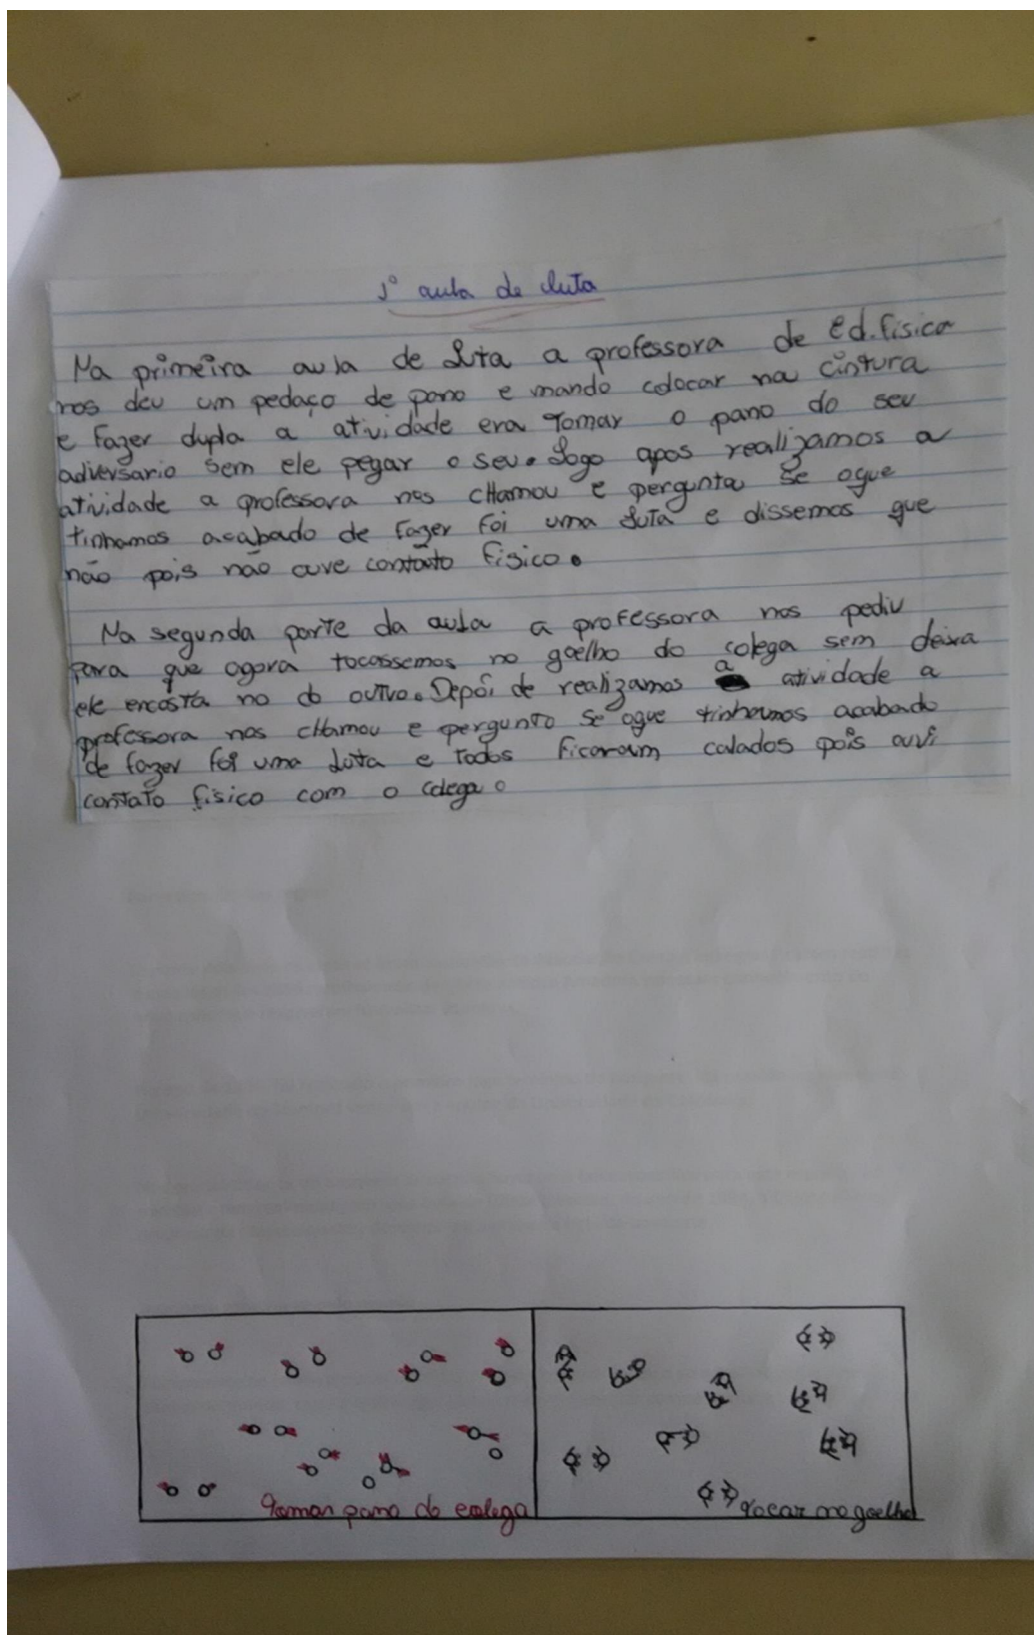 1º aula de luta
Na primeira aula de luta a professora de ed.fisica
nos deu um pedaço de pano e mando colocar na cintura
e fazer dupla a atividade era tomar o pano do seu
adversario sem ele pegar o seu. Logo apos realizamos a
atividade a professora nos chamou e pergunta se oque
tinhamos acabado de fazer foi uma luta e dissemos que
não pois não ouve contato fisico.
Na segunda parte da aula a professora nos pediu
para que agora tocassemos no goelho do colega sem deixa
ele encosta no do outro. Depói de realizamos a atividade a
professora nos chamou e pergunto se oque tinhamos acabado
de fazer foi uma luta e todos ficaram calados pois ouvi
contato fisico com o colega.
Tomar pano do colega
Tocar no goelho